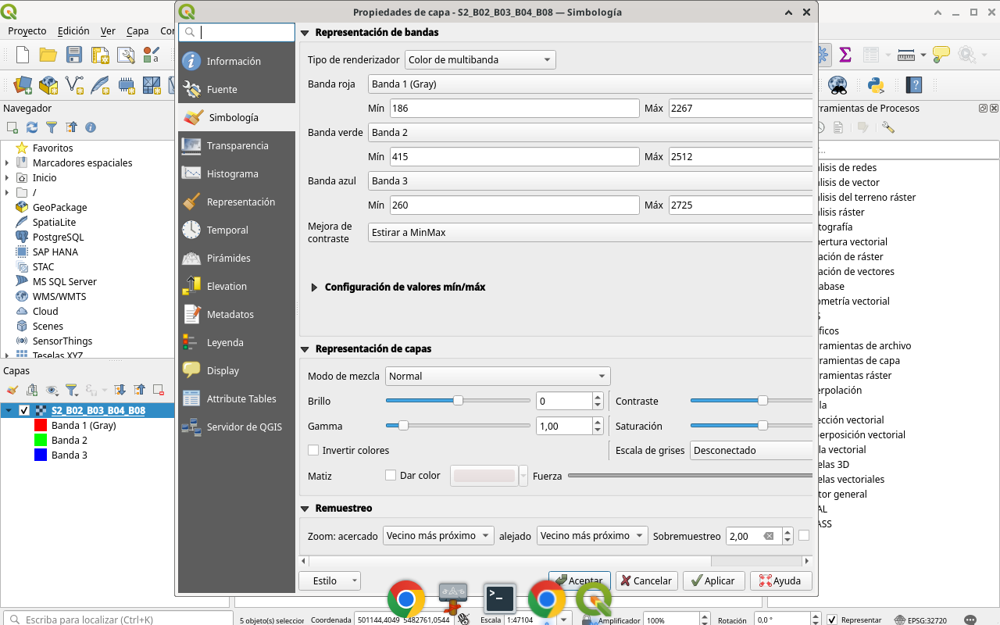 Propiedades de capa - S2_B02_B03_B04_B08 — Simbología
Proyecto Edición Ver Capa
Navegador
Favoritos
Marcadores espaciales
Inicio
/
GeoPackage
SpatiaLite
PostgreSQL
SAP HANA
STAC
MS SQL Server
WMS/WMTS
Cloud
Scenes
SensorThings
Teselas XYZ
Capas
S2_B02_B03_B04_B08
Banda 1 (Gray)
Banda 2
Banda 3
Información
Fuente
Simbología
Transparencia
Histograma
Representación
Temporal
Pirámides
Elevation
Metadatos
Leyenda
Display
Attribute Tables
Servidor de QGIS
Representación de bandas
Tipo de renderizador Color de multibanda
Banda roja Banda 1 (Gray)
Mín 186 Máx 2267
Banda verde Banda 2
Mín 415 Máx 2512
Banda azul Banda 3
Mín 260 Máx 2725
Mejora de
contraste
Estirar a MinMax
Configuración de valores mín/máx
Representación de capas
Modo de mezcla Normal
Brillo 0 Contraste
Gamma 1,00 Saturación
Invertir colores Escala de grises Desconectado
Matiz Dar color Fuerza
Remuestreo
Zoom: acercado Vecino más próximo alejado Vecino más próximo Sobremuestreo 2,00
Estilo Aceptar Cancelar Aplicar Ayuda
rramientas de Procesos
álisis de redes
álisis de vector
álisis del terreno ráster
álisis ráster
tografía
bertura vectorial
ación de ráster
ación de vectores
abase
ometría vectorial
ficos
rramientas de archivo
rramientas de capa
ramientas ráster
erpolación
la
ección vectorial
erposición vectorial
la vectorial
elas 3D
elas vectoriales
tor general
AL
ASS
Escriba para localizar (Ctrl+K) 5 objeto(s) seleccior Coordenada 501144,4049 5482761,0544 Escala 1:47104 Amplificador 100% Rotación 0,0 ° Representar EPSG:32720